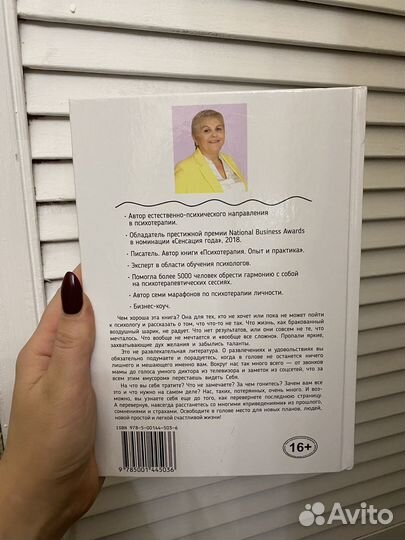 · Автор естественно-психического направления
в психотерапии.
· Обладатель престижной премии National Business Awards
в номинации «Сенсация года», 2018.
· Писатель. Автор книги «Психотерапия. Опыт и практика».
· Эксперт в области обучения психологов.
· Помогла более 5000 человек обрести гармонию с собой
на психотерапевтических сессиях.
· Автор семи марафонов по психотерапии личности.
· Бизнес-коуч.
Чем хороша эта книга? Она для тех, кто не хочет или пока не может пойти
к психологу и рассказать о том, что что-то не так. Что жизнь, как бракованный
воздушный шарик, не радует. Что нет результатов, или они совсем не те, что
мечталось. Что вообще не мечтается и «вообще все сложно». Пропали яркие,
захватывающие дух желания и забылись таланты.
Это не развлекательная литература. О развлечениях и удовольствиях вы
обязательно подумаете и порадуетесь, когда в голове не останется ничего
лишнего и мешающего именно вам. Вокруг нас так много всего — от звонков
мамы до голоса умного диктора из телевизора и заметок из соцсетей, что за
всем этим «мусором» перестаешь видеть Себя.
На что вы себя тратите? Что не замечаете? За чем гонитесь? Зачем вам все
это и что нужно на самом деле? Нас, таких, потерянных, очень много. И воз-
можно, вы узнаете себя еще до того, как перевернете последнюю страницу.
А перевернув, навсегда расстанетесь со многими «привидениями» из прошлого,
сомнениями и страхами. Освободите в голове место для новых планов, людей,
новой простой и легкой счастливой жизни!
ISBN 978-5-00144-503-6
9 785001 445036
16+
Avito